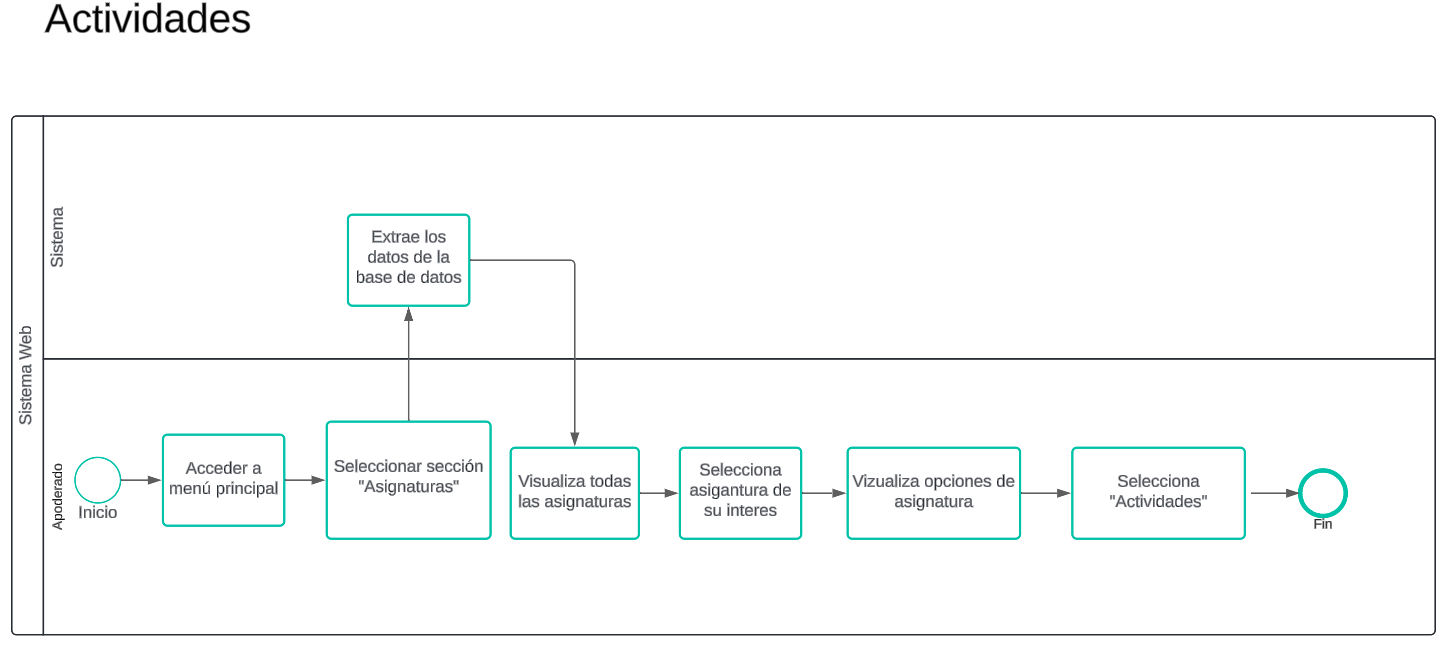 Actividades
Sistema Web
Sistema
Extrae los
datos de la
base de datos
Apoderado
Inicio
Acceder a
menú principal
Seleccionar sección
"Asignaturas"
Visualiza todas
las asignaturas
Selecciona
asigantura de
su interes
Vizualiza opciones de
asignatura
Selecciona
"Actividades"
Fin